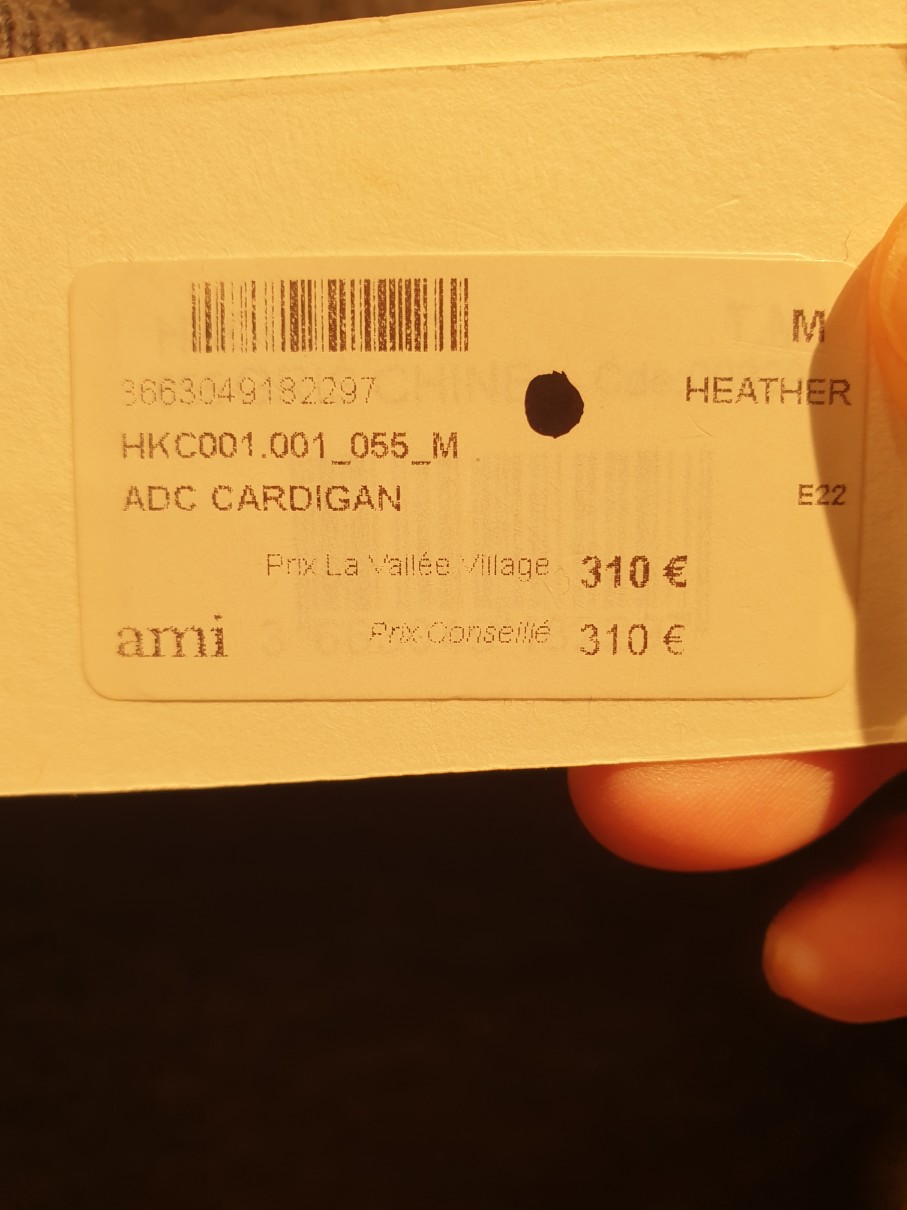 M
3663049182297
HEATHER
HKC001.001_055_M
ADC CARDIGAN
E22
Prix La Vallée Village 310 €
ami
Prix Conseillé 310 €